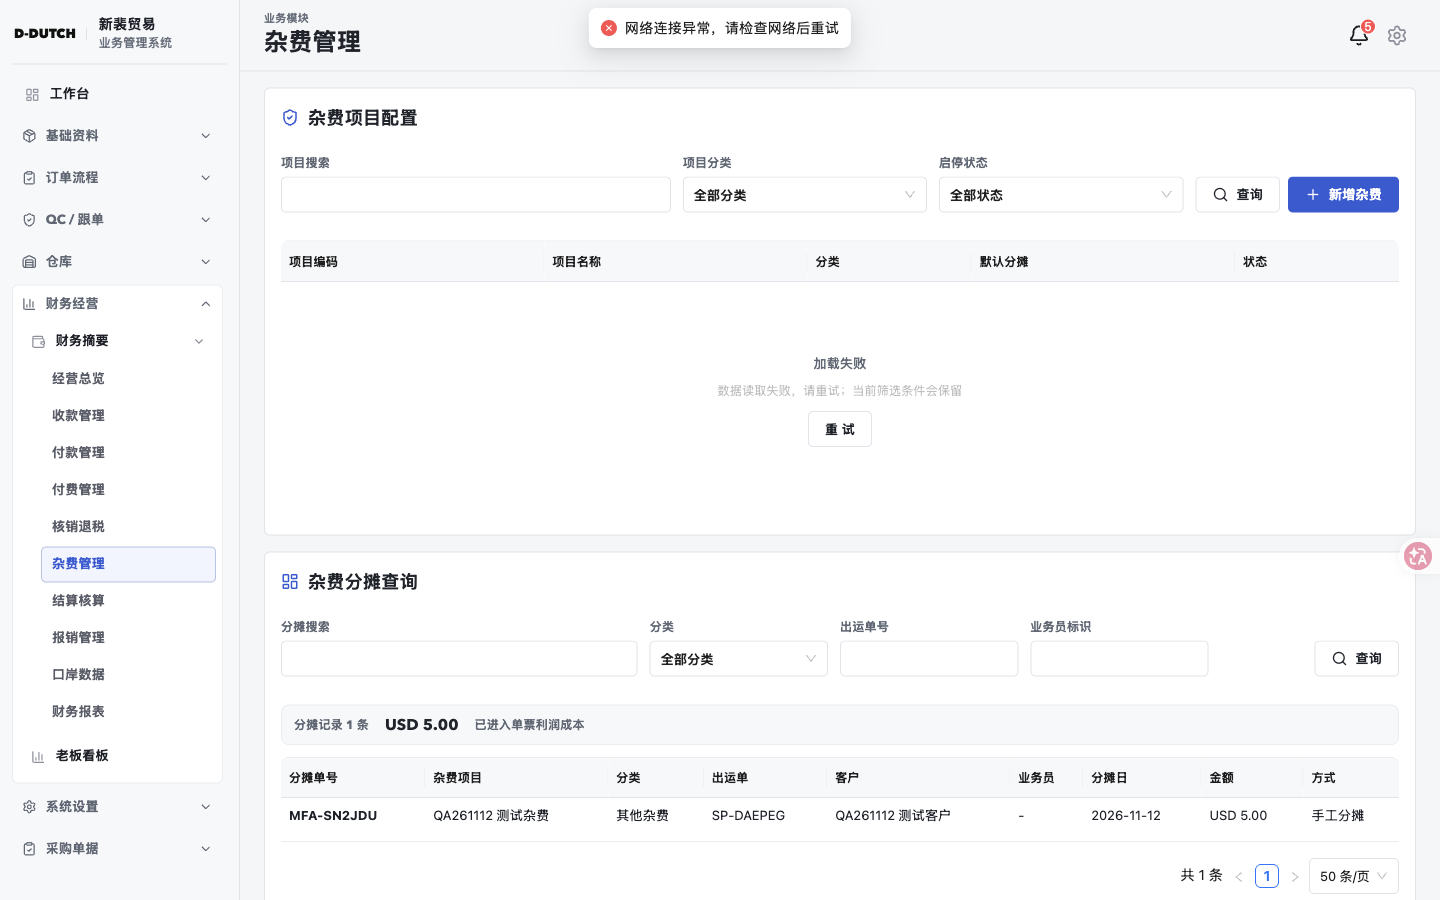 D-DUTCH
新裴贸易
业务管理系统
工作台
基础资料
订单流程
QC / 跟单
仓库
财务经营
财务摘要
经营总览
收款管理
付款管理
付费管理
核销退税
杂费管理
结算核算
报销管理
口岸数据
财务报表
老板看板
系统设置
采购单据
业务模块
杂费管理
网络连接异常，请检查网络后重试
5
杂费项目配置
项目搜索 项目分类 启停状态
全部分类 全部状态 查询 新增杂费
项目编码 项目名称 分类 默认分摊 状态
加载失败
数据读取失败，请重试；当前筛选条件会保留
重 试
杂费分摊查询
分摊搜索 分类 出运单号 业务员标识
全部分类 查询
分摊记录 1 条 USD 5.00 已进入单票利润成本
分摊单号 杂费项目 分类 出运单 客户 业务员 分摊日 金额 方式
MFA-SN2JDU QA261112 测试杂费 其他杂费 SP-DAEPEG QA261112 测试客户 - 2026-11-12 USD 5.00 手工分摊
共 1 条 1 50 条/页